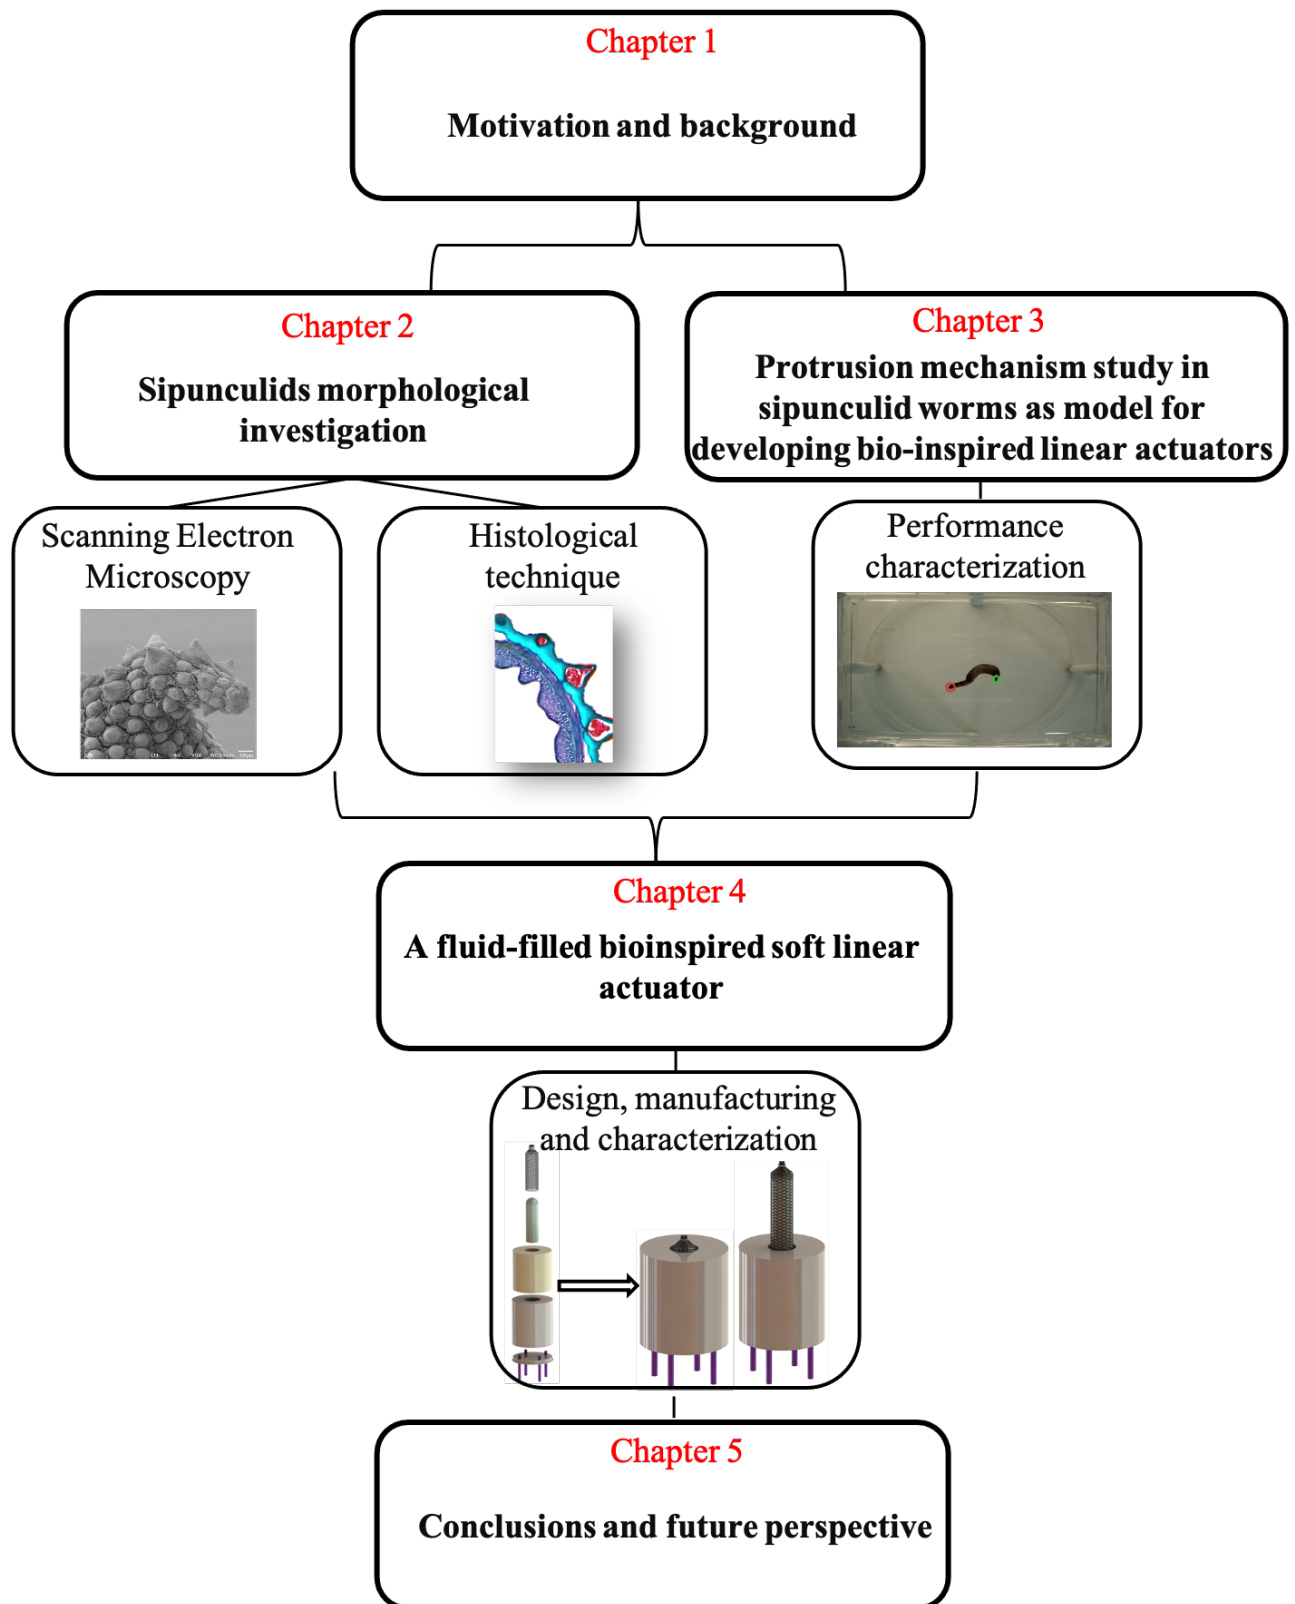 Chapter 1
Motivation and background
Chapter 2
Sipunculids morphological
investigation
Chapter 3
Protrusion mechanism study in
sipunculid worms as model for
developing bio-inspired linear actuators
Scanning Electron
Microscopy
Histological
technique
Performance
characterization
Chapter 4
A fluid-filled bioinspired soft linear
actuator
Design, manufacturing
and characterization
Chapter 5
Conclusions and future perspective